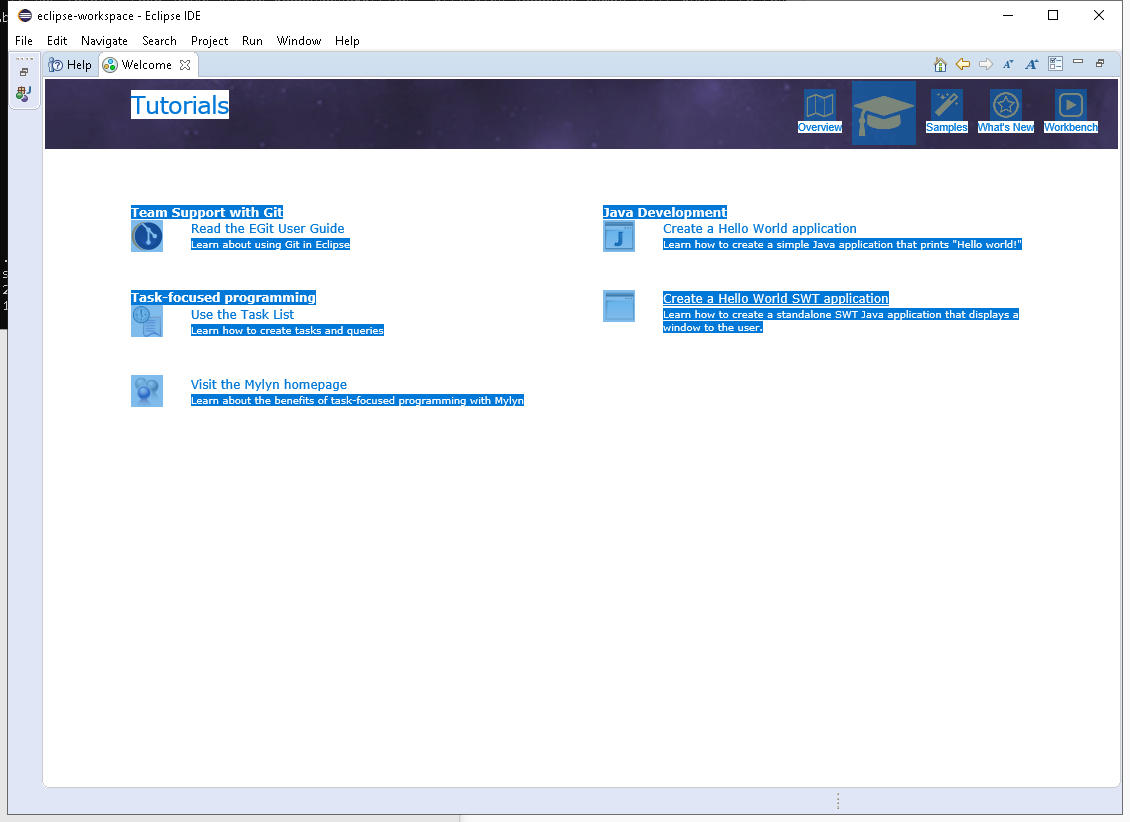 eclipse-workspace - Eclipse IDE
File Edit Navigate Search Project Run Window Help
Help Welcome
Tutorials
Overview Samples What's New Workbench
Team Support with Git
Read the EGit User Guide
Learn about using Git in Eclipse
Task-focused programming
Use the Task List
Learn how to create tasks and queries
Visit the Mylyn homepage
Learn about the benefits of task-focused programming with Mylyn
Java Development
Create a Hello World application
Learn how to create a simple Java application that prints "Hello world!"
Create a Hello World SWT application
Learn how to create a standalone SWT Java application that displays a
window to the user.